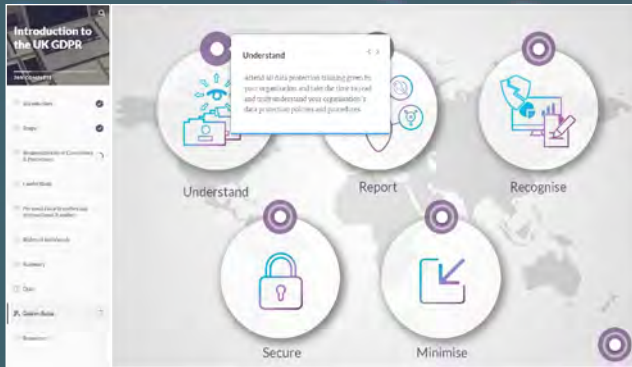 Introduction to
the UK GDPR
Introduction
Scope
Lawful Basis
Rights of Individuals
Summary
Quiz
Resources
Understand
Attend all data protection training given by
your organisation and take the time to read
and truly understand your organisation's
data protection policies and procedures.
Understand
Report
Recognise
Secure
Minimise